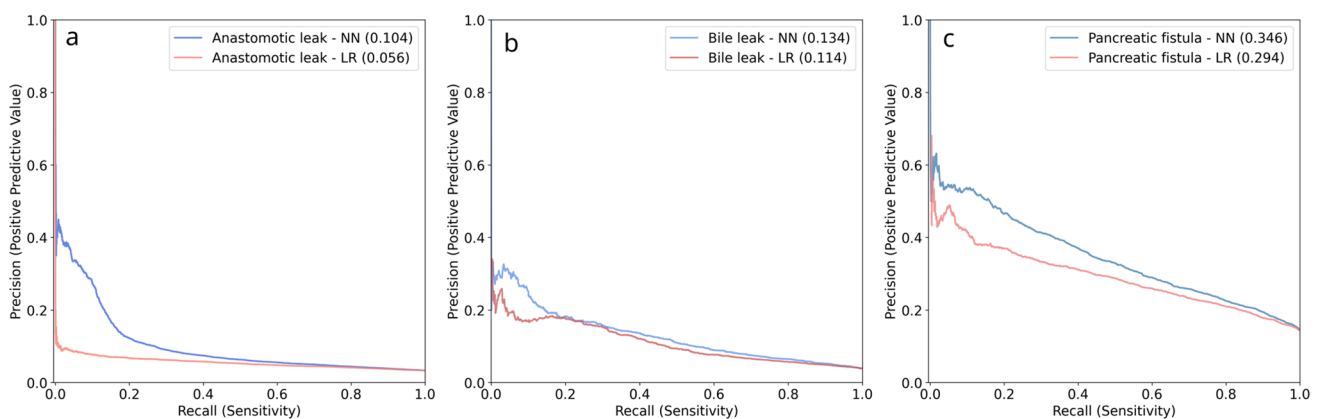 a
Anastomotic leak - NN (0.104)
Anastomotic leak - LR (0.056)
Precision (Positive Predictive Value)
1.0
0.8
0.6
0.4
0.2
0.0
0.0 0.2 0.4 0.6 0.8 1.0
Recall (Sensitivity)
b
Bile leak - NN (0.134)
Bile leak - LR (0.114)
Precision (Positive Predictive Value)
1.0
0.8
0.6
0.4
0.2
0.0
0.0 0.2 0.4 0.6 0.8 1.0
Recall (Sensitivity)
c
Pancreatic fistula - NN (0.346)
Pancreatic fistula - LR (0.294)
Precision (Positive Predictive Value)
1.0
0.8
0.6
0.4
0.2
0.0
0.0 0.2 0.4 0.6 0.8 1.0
Recall (Sensitivity)